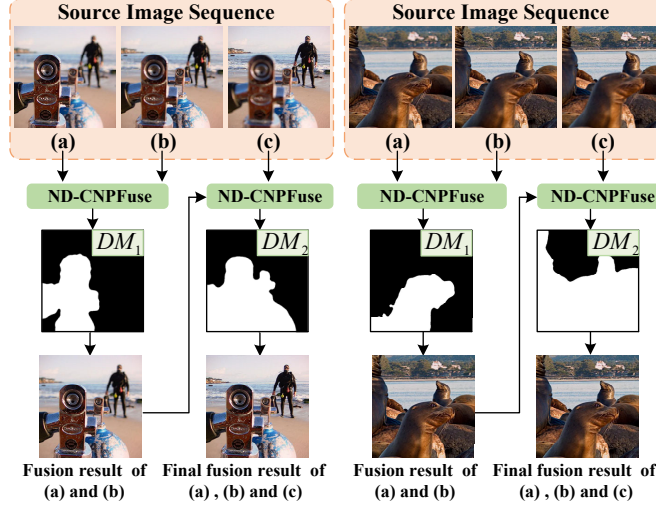 Source Image Sequence
(a) (b) (c)
ND-CNPFuse ND-CNPFuse
DM1 DM2
Fusion result of
(a) and (b)
Final fusion result of
(a) , (b) and (c)
Source Image Sequence
(a) (b) (c)
ND-CNPFuse ND-CNPFuse
DM1 DM2
Fusion result of
(a) and (b)
Final fusion result of
(a) , (b) and (c)